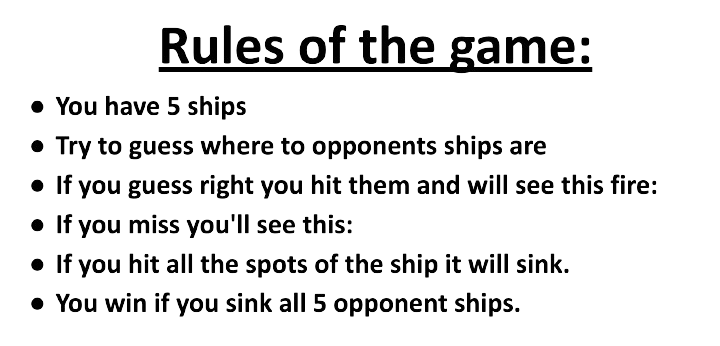 Rules of the game:
● You have 5 ships
● Try to guess where to opponents ships are
● If you guess right you hit them and will see this fire:
● If you miss you'll see this:
● If you hit all the spots of the ship it will sink.
● You win if you sink all 5 opponent ships.